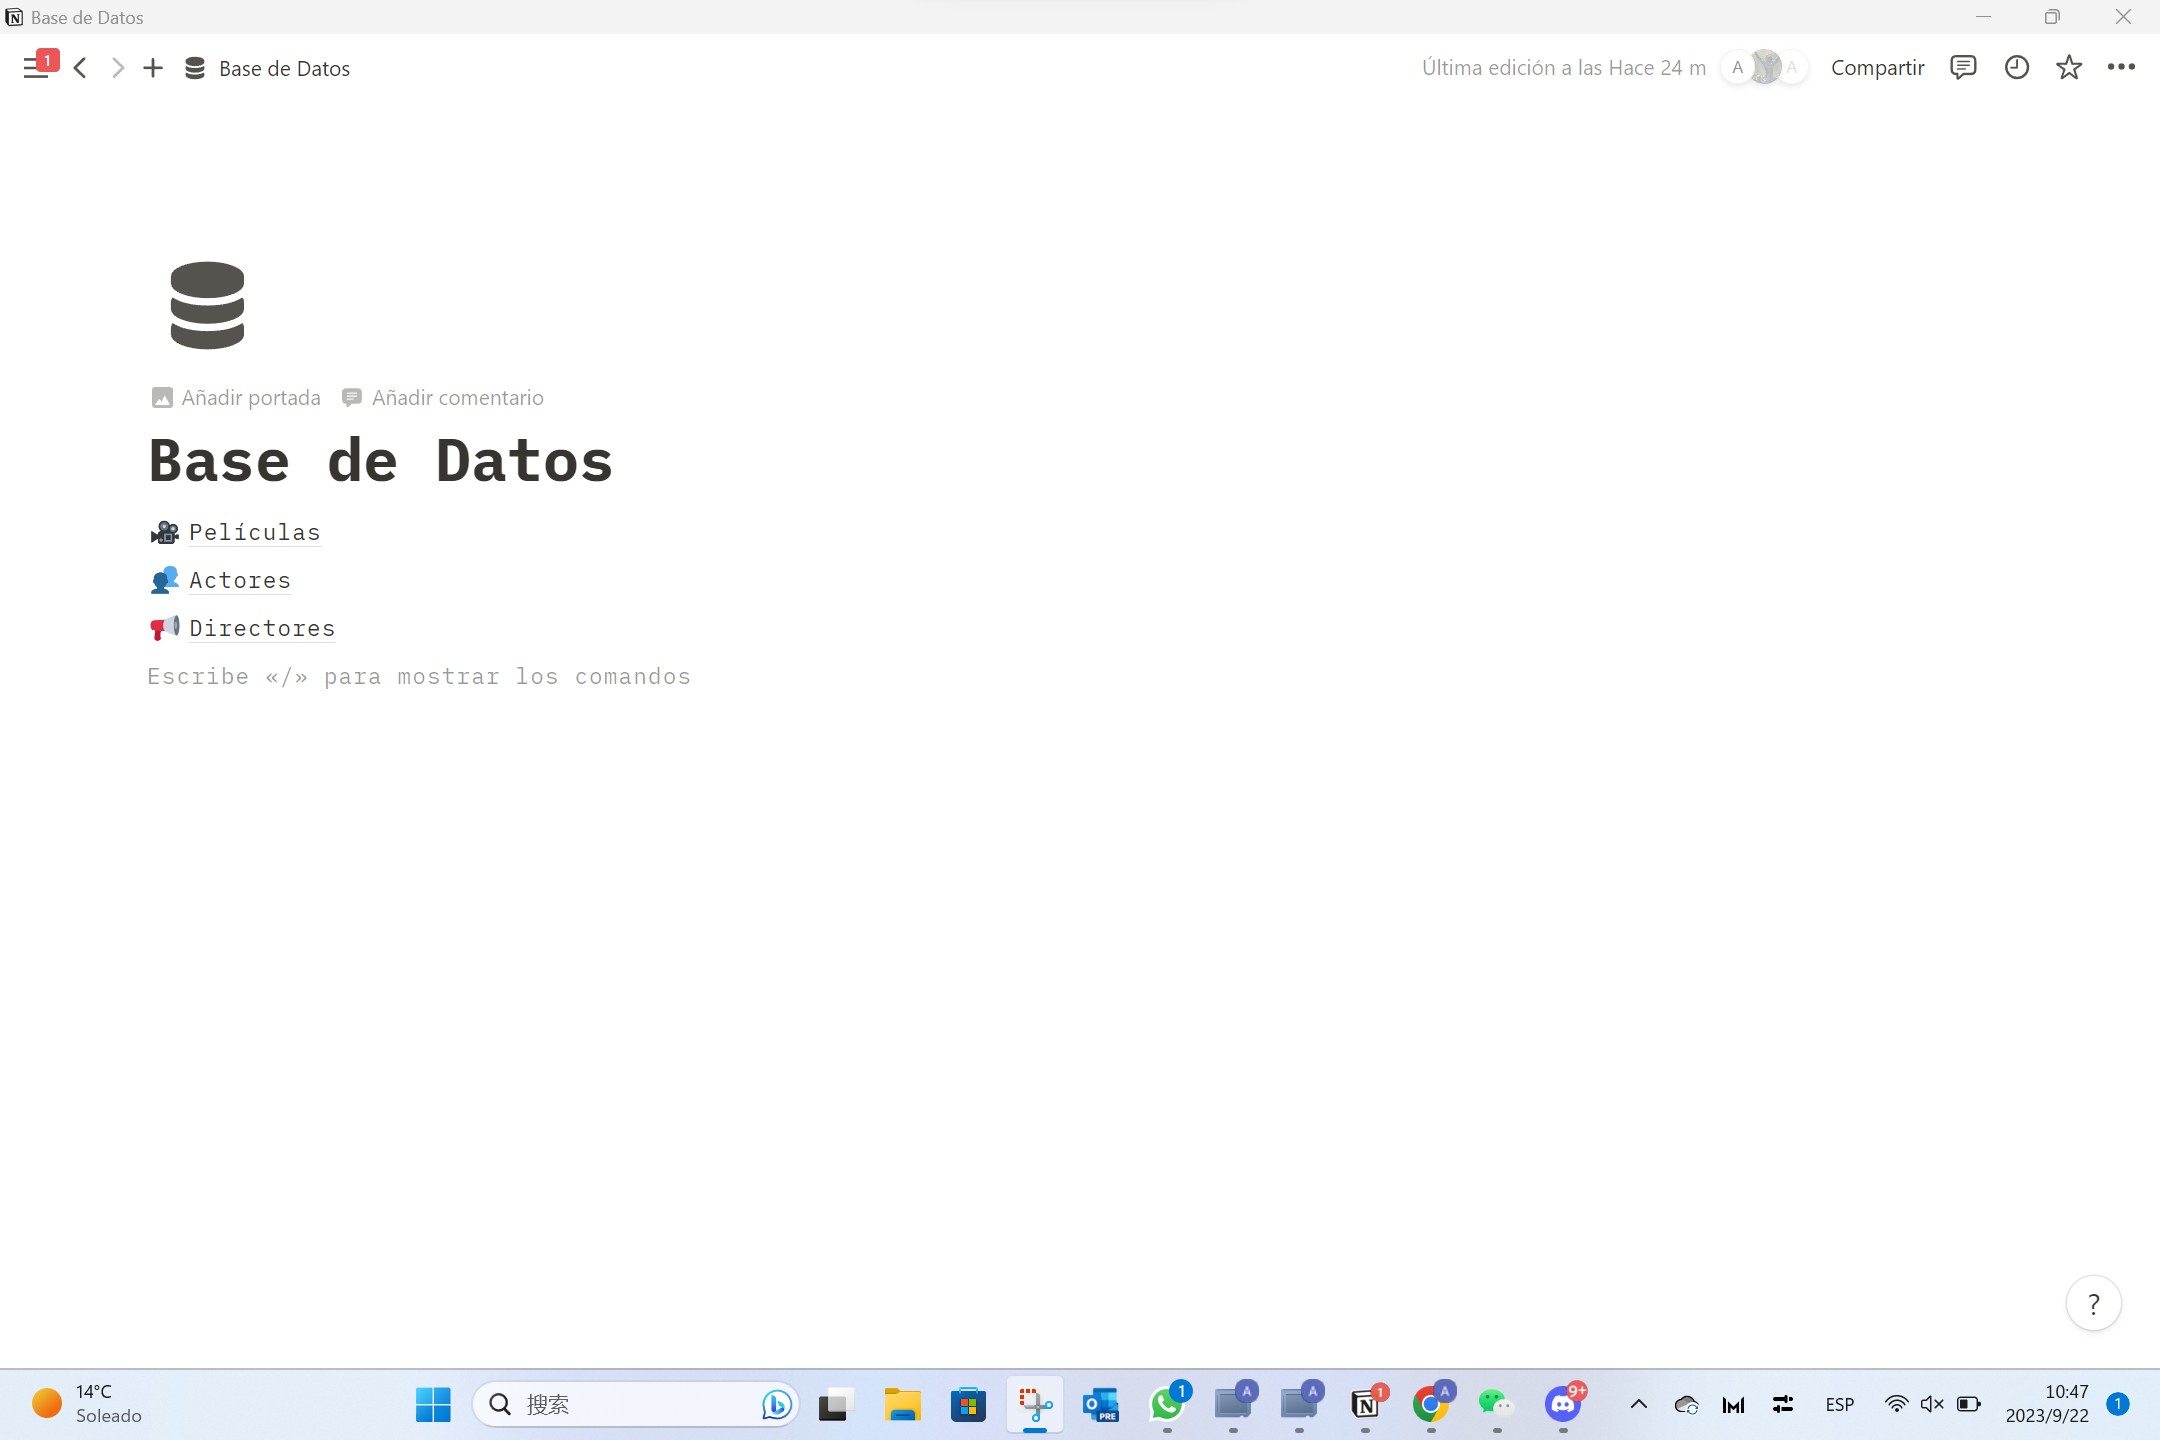 Base de Datos
1
Base de Datos
Última edición a las Hace 24 m
A
A
Compartir
Añadir portada
Añadir comentario
Base de Datos
Películas
Actores
Directores
Escribe «/» para mostrar los comandos
?
14°C
Soleado
搜索
PRE
1
A
A
1
A
9+
ESP
10:47
2023/9/22
1